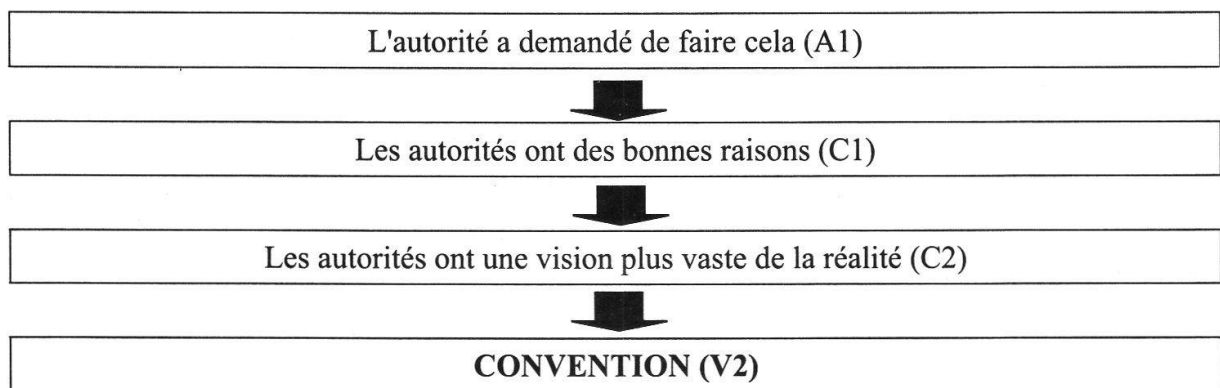 L'autorité a demandé de faire cela (A1)
Les autorités ont des bonnes raisons (C1)
Les autorités ont une vision plus vaste de la réalité (C2)
CONVENTION (V2)